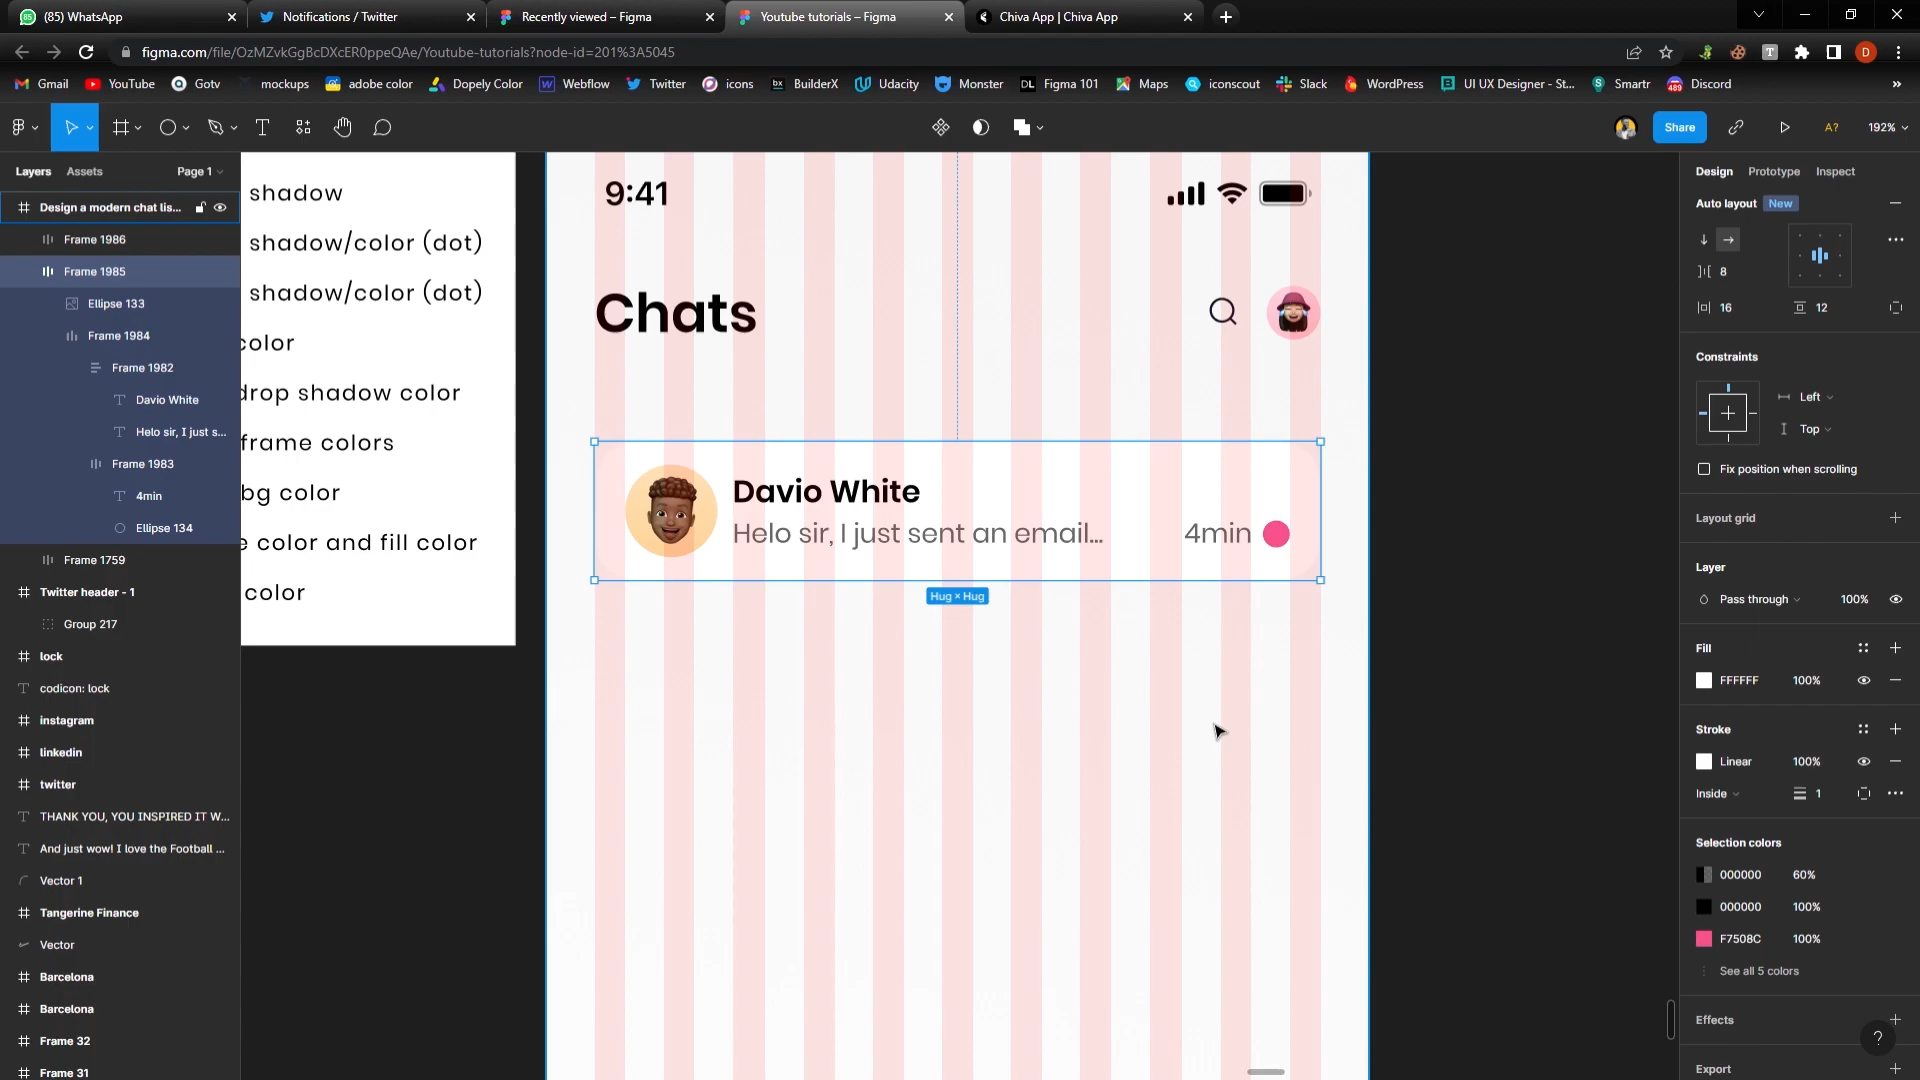 (85) WhatsApp
Notifications / Twitter
Recently viewed – Figma
Youtube tutorials – Figma
Chiva App | Chiva App
figma.com/file/OzMZvkGgBcDXcER0ppeQAe/Youtube-tutorials?node-id=201%3A5045
D
Gmail
YouTube
Gotv
mockups
adobe color
Dopely Color
Webflow
Twitter
icons
BuilderX
Udacity
Monster
DL
Figma 101
Maps
iconscout
Slack
WordPress
UI UX Designer - St...
Smartr
489
Discord
»
Share
A?
192%
Layers
Assets
Page 1
Design a modern chat lis...
Frame 1986
Frame 1985
Ellipse 133
Frame 1984
Frame 1982
Davio White
Helo sir, I just s...
Frame 1983
4min
Ellipse 134
Frame 1759
Twitter header - 1
Group 217
lock
codicon: lock
instagram
linkedin
twitter
THANK YOU, YOU INSPIRED IT W...
And just wow! I love the Football ...
Vector 1
Tangerine Finance
Vector
Barcelona
Barcelona
Frame 32
Frame 31
shadow
shadow/color (dot)
shadow/color (dot)
color
drop shadow color
frame colors
bg color
e color and fill color
color
9:41
Chats
Davio White
Helo sir, I just sent an email...
4min
Hug × Hug
Design
Prototype
Inspect
Auto layout
New
8
16
12
Constraints
Left
Top
Fix position when scrolling
Layout grid
Layer
Pass through
100%
Fill
FFFFFF
100%
Stroke
Linear
100%
Inside
1
Selection colors
000000
60%
000000
100%
F7508C
100%
See all 5 colors
Effects
?
Export